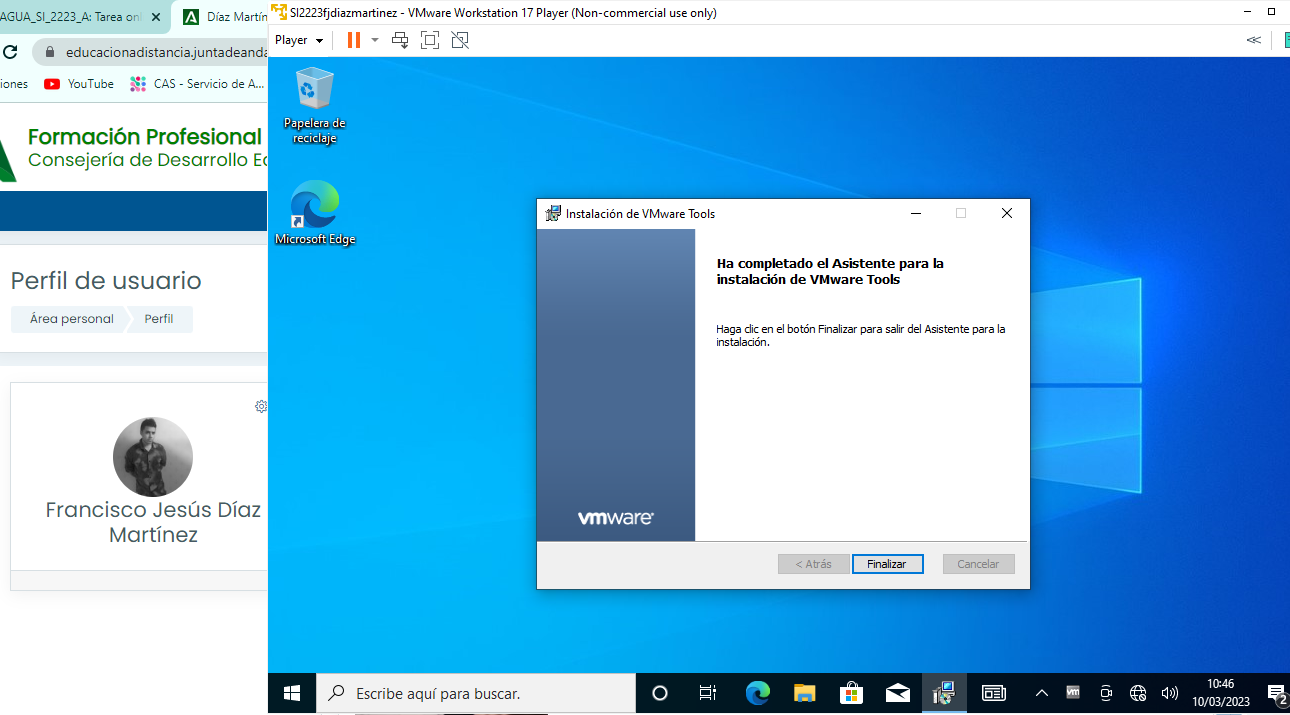 AGUA_SI_2223_A: Tarea onl
Díaz Martín
educacionadistancia.juntadeanda
iones
YouTube
CAS - Servicio de A...
Formación Profesional
Consejería de Desarrollo Ec
Perfil de usuario
Área personal
Perfil
Francisco Jesús Díaz
Martínez
SI2223fjdiazmartinez - VMware Workstation 17 Player (Non-commercial use only)
Player
<<
Papelera de
reciclaje
Microsoft Edge
Instalación de VMware Tools
Ha completado el Asistente para la
instalación de VMware Tools
Haga clic en el botón Finalizar para salir del Asistente para la
instalación.
vmware
< Atrás
Finalizar
Cancelar
Escribe aquí para buscar.
vm
10:46
10/03/2023
2